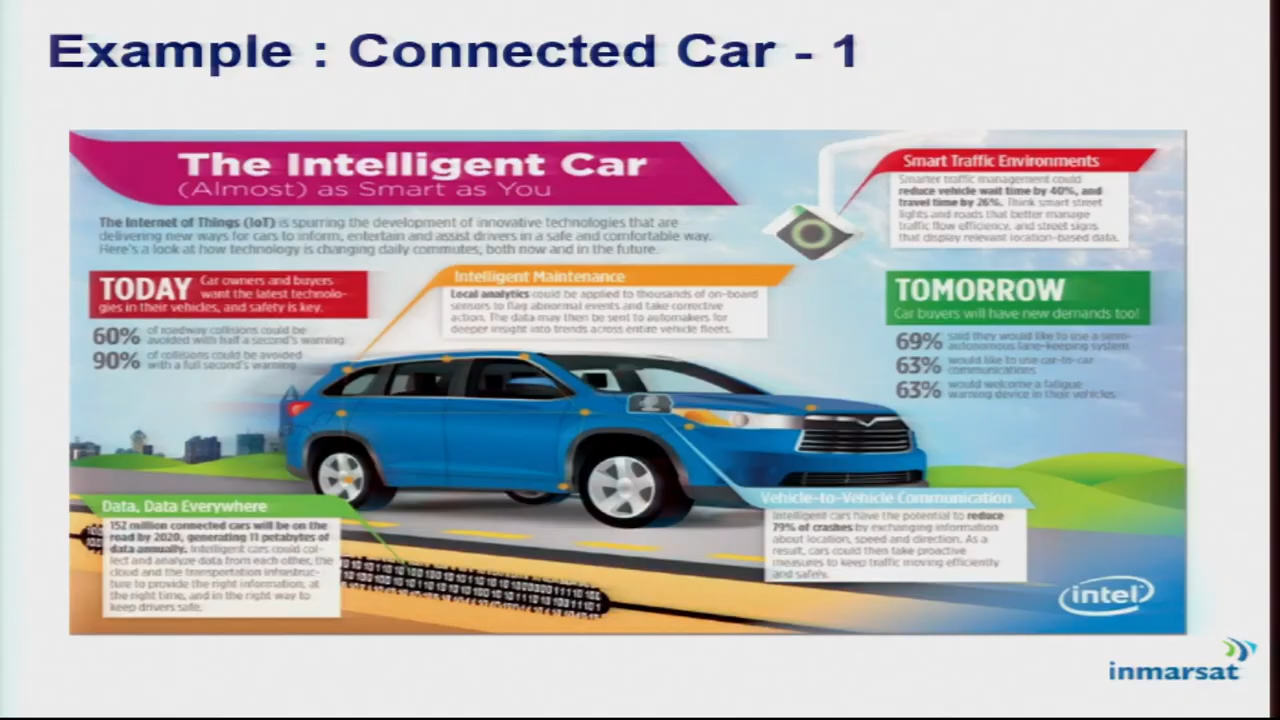 Example : Connected Car - 1
The Intelligent Car
(Almost) as Smart as You
The Internet of Things (IoT) is spurring the development of innovative technologies that are
delivering new ways for cars to inform, entertain and assist drivers in a safe and comfortable way.
Here's a look at how technology is changing daily commutes, both now and in the future.
TODAY
Car owners and buyers
want the latest technolo-
gies in their vehicles, and safety is key.
60% of roadway collisions could be
avoided with half a second's warning
90% of collisions could be avoided
with a full second's warning
Intelligent Maintenance
Local analytics could be applied to thousands of on-board
sensors to flag abnormal events and take corrective
action. The data may then be sent to automakers for
deeper insight into trends across entire vehicle fleets.
Smart Traffic Environments
Smarter traffic management could
reduce vehicle wait time by 40%, and
travel time by 26%. Think smart street
lights and roads that better manage
traffic flow efficiency, and street signs
that display relevant location-based data.
TOMORROW
Car buyers will have new demands too!
69% said they would like to use a semi-
autonomous lane-keeping system
63% would like to use car-to-car
communications
63% would welcome a fatigue
warning device in their vehicles
Data, Data Everywhere
152 million connected cars will be on the
road by 2020, generating 11 petabytes of
data annually. Intelligent cars could col-
lect and analyze data from each other, the
cloud and the transportation infrastruc-
ture to provide the right information, at
the right time, and in the right way to
keep drivers safe.
Vehicle-to-Vehicle Communication
Intelligent cars have the potential to reduce
79% of crashes by exchanging information
about location, speed and direction. As a
result, cars could then take proactive
measures to keep traffic moving efficiently
and safely.
intel
inmarsat